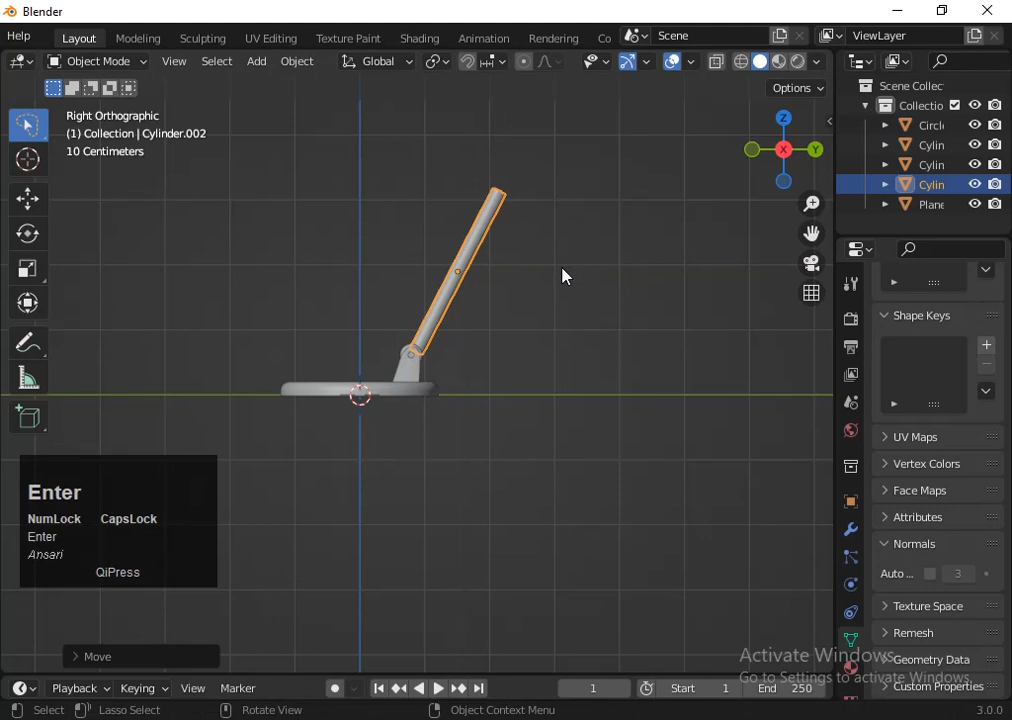 Blender
Help Layout Modeling Sculpting UV Editing Texture Paint Shading Animation Rendering Co Scene ViewLayer
Object Mode View Select Add Object Global
Options
Right Orthographic
(1) Collection | Cylinder.002
10 Centimeters
Z
X
Y
Scene Collec
Collectio
Circl
Cylin
Cylin
Cylin
Plane
Shape Keys
UV Maps
Vertex Colors
Face Maps
Attributes
Normals
Auto ... 3
Texture Space
Remesh
Geometry Data
Custom Properties
Enter
NumLock CapsLock
Enter
Ansari
QiPress
Move
Activate Windows
Go to Settings to activate Windows.
Playback Keying View Marker 1 Start 1 End 250
Select Lasso Select Rotate View Object Context Menu 3.0.0